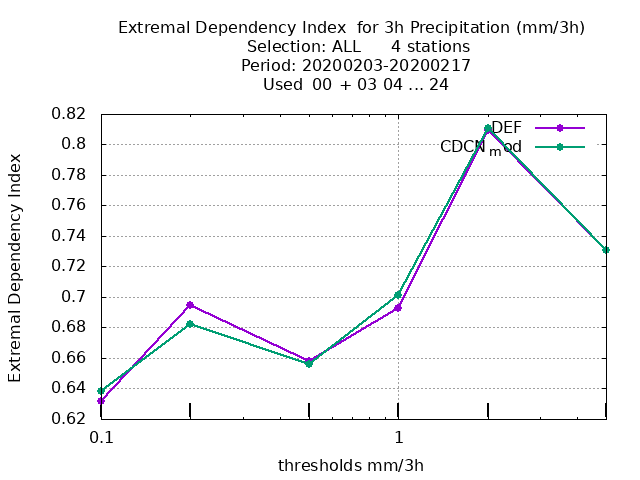 Extremal Dependency Index  for 3h Precipitation (mm/3h)
Selection: ALL      4 stations
Period: 20200203-20200217
Used  00  + 03 04 ... 24
DEF
CDCN_mod
Extremal Dependency Index
0.82
0.8
0.78
0.76
0.74
0.72
0.7
0.68
0.66
0.64
0.62
0.1
1
thresholds mm/3h